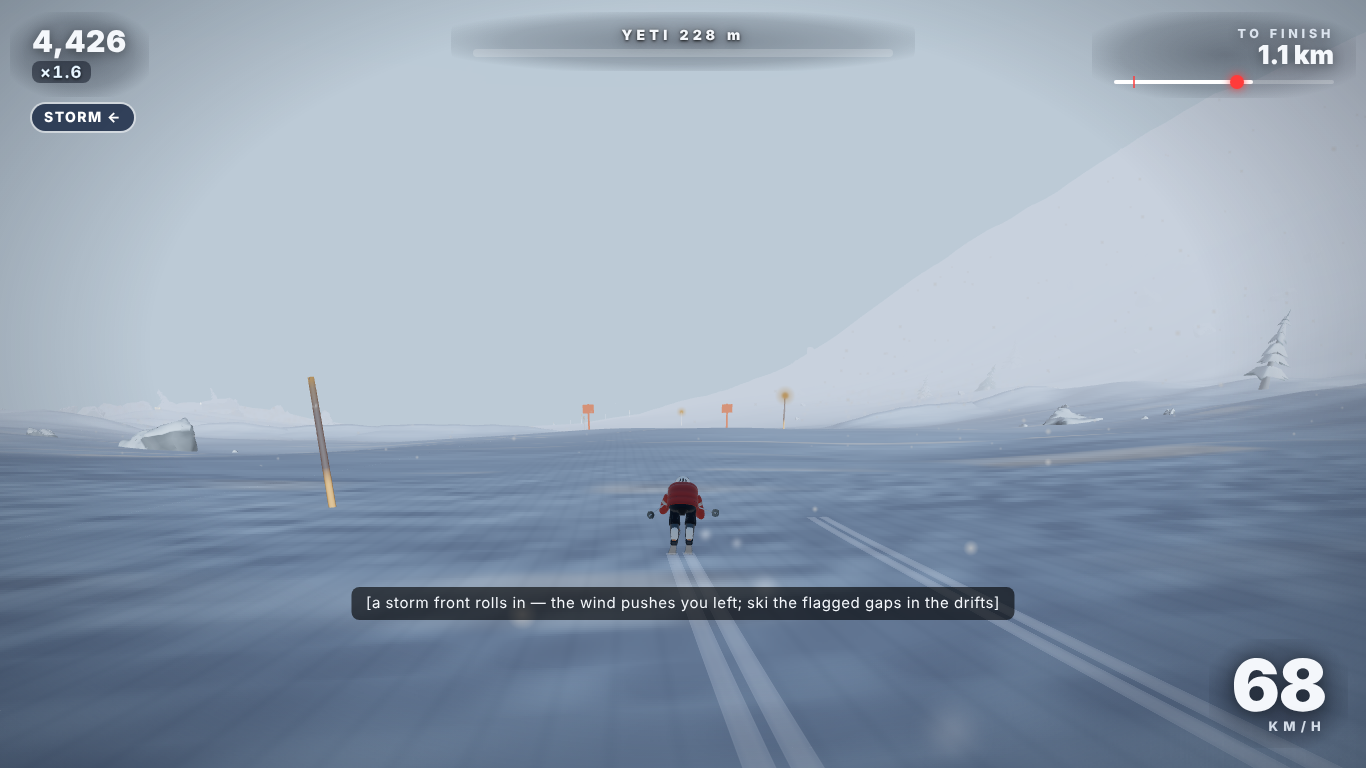 4,426
×1.6
STORM ←
YETI 228 m
TO FINISH
1.1 km
[a storm front rolls in — the wind pushes you left; ski the flagged gaps in the drifts]
68
KM/H